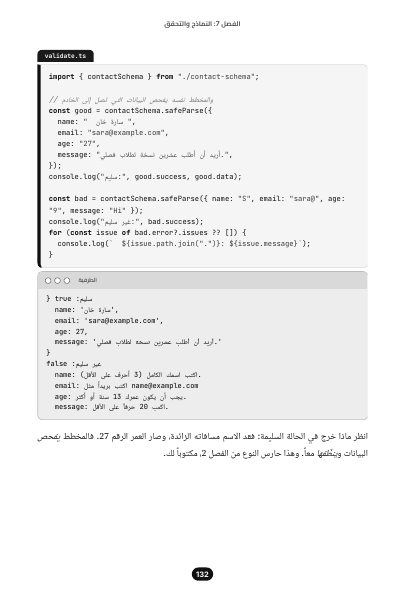 الفصل 7: النماذج والتحقق
validate.ts
import { contactSchema } from "./contact-schema";
// والمخطط نفسه يفحص البيانات التي تصل إلى الخادم
const good = contactSchema.safeParse({
name: "  سارة خان ",
email: "sara@example.com",
age: "27",
message: "أريد أن أطلب عشرين نسخة لطلاب فصلي.",
});
console.log("سليم:", good.success, good.data);
const bad = contactSchema.safeParse({ name: "S", email: "sara@", age:
"9", message: "Hi" });
console.log("غير سليم:", bad.success);
for (const issue of bad.error?.issues ?? []) {
console.log(`  ${issue.path.join(".")}: ${issue.message}`);
}
الطرفية
سليم: true {
name: 'سارة خان',
email: 'sara@example.com',
age: 27,
message: 'أريد أن أطلب عشرين نسخة لطلاب فصلي.'
}
غير سليم: false
name: اكتب اسمك الكامل (3 أحرف على الأقل).
email: اكتب بريداً مثل name@example.com
age: يجب أن يكون عمرك 13 سنة أو أكثر.
message: اكتب 20 حرفاً على الأقل.
انظر ماذا خرج في الحالة السليمة: فقد الاسم مسافاته الزائدة، وصار العمر الرقم 27. فالمخطط يفحص
البيانات وينظّفها معاً. وهذا حارس النوع من الفصل 2، مكتوباً لك.
132